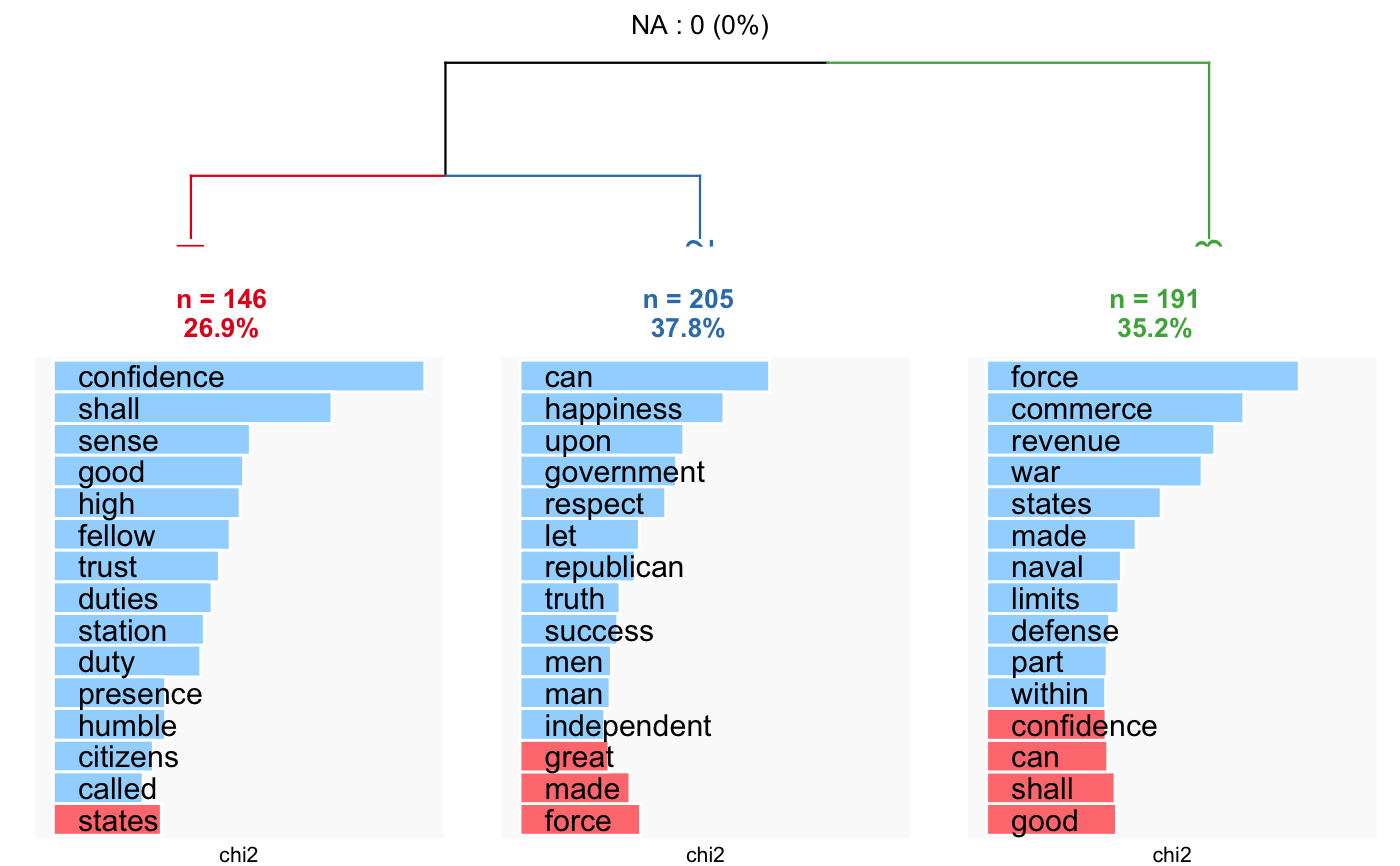 NA : 0 (0%)
n = 146
26.9%
n = 205
37.8%
n = 191
35.2%
confidence
shall
sense
good
high
fellow
trust
duties
station
duty
presence
humble
citizens
called
states
chi2
can
happiness
upon
government
respect
let
republican
truth
success
men
man
independent
great
made
force
chi2
force
commerce
revenue
war
states
made
naval
limits
defense
part
within
confidence
can
shall
good
chi2